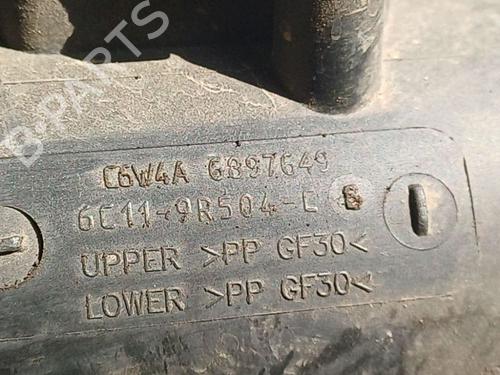 C6W4A 6897649
6C11-9R504-E B
UPPER >PP GF30<
LOWER >PP GF30<
B-PARTS